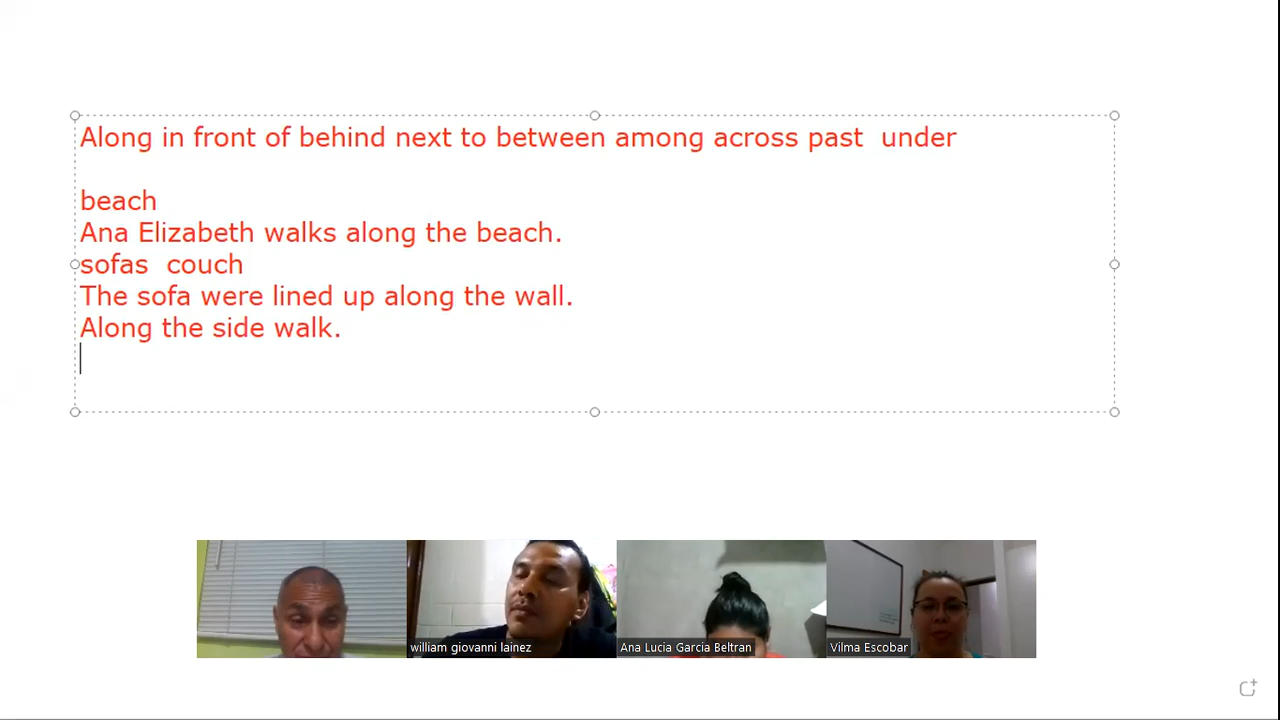 Along in front of behind next to between among across past under
beach
Ana Elizabeth walks along the beach.
sofas couch
The sofa were lined up along the wall.
Along the side walk.
william giovanni lainez
Ana Lucia Garcia Beltran
Vilma Escobar